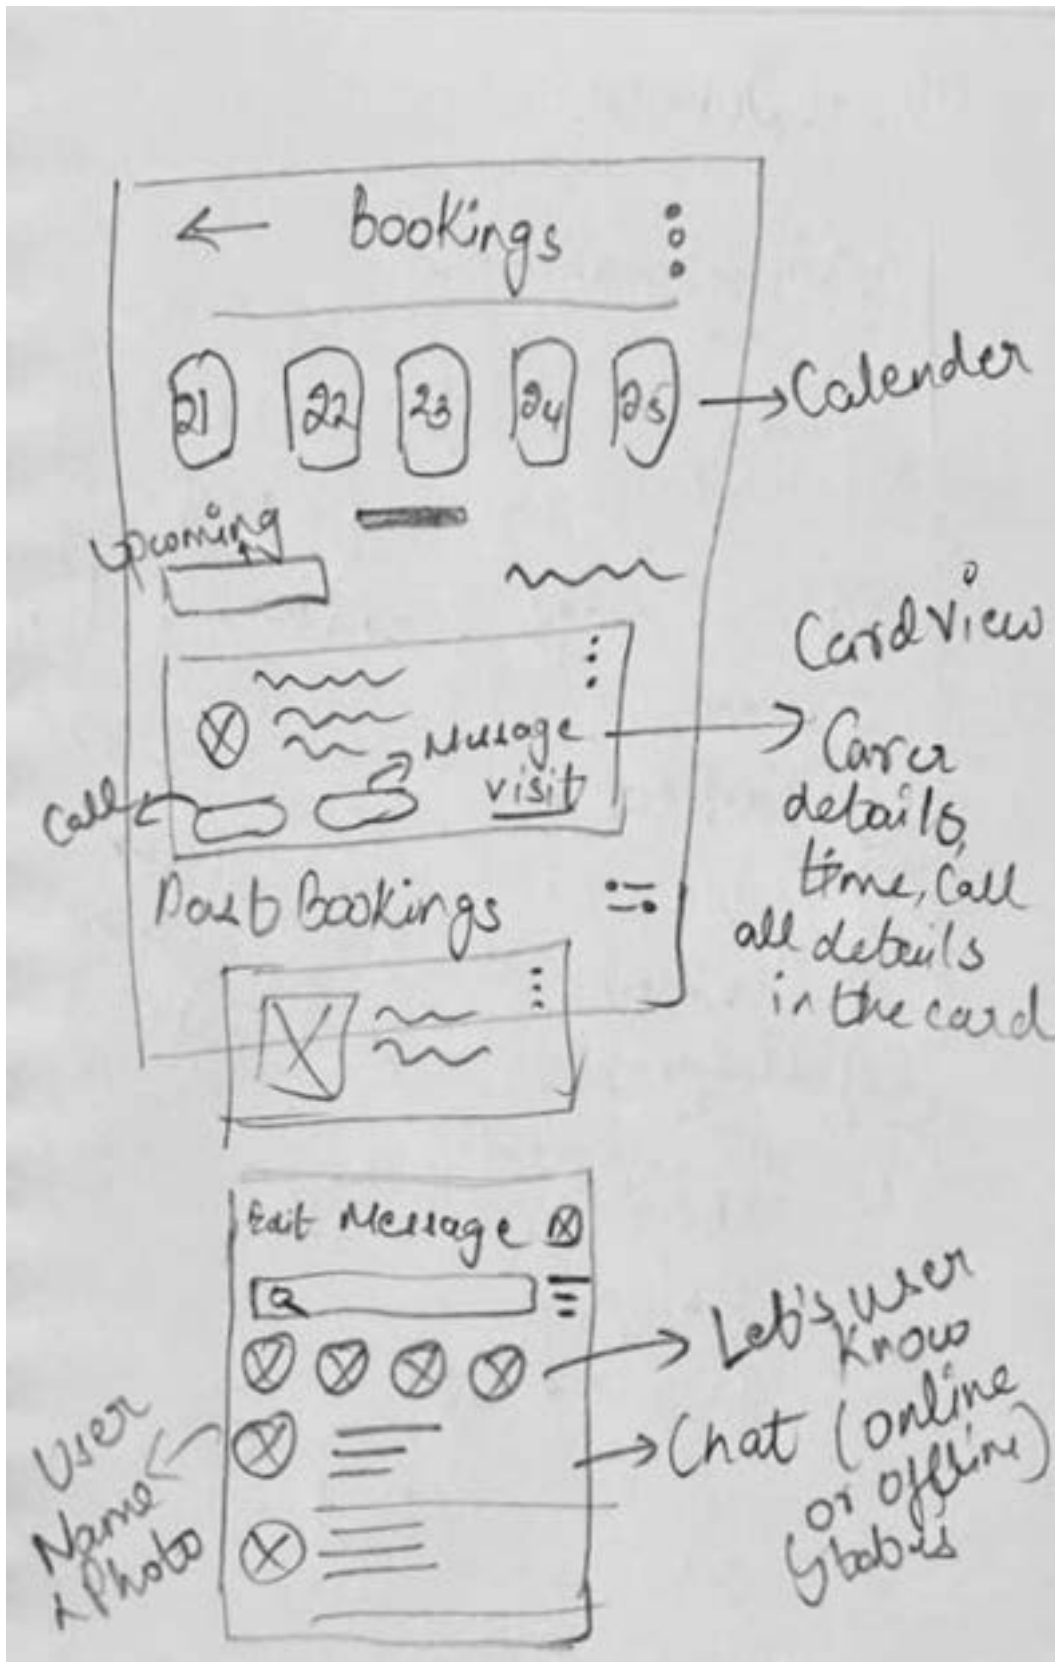 Bookings
21 22 23 24 25
Calender
Upcoming
Card View
Message
visit
Call
Carer
details,
time, Call
all details
in the card
Past Bookings
Edit Message
Let's user
Know
Chat (online
or offline)
Status
User
Name
& Photo